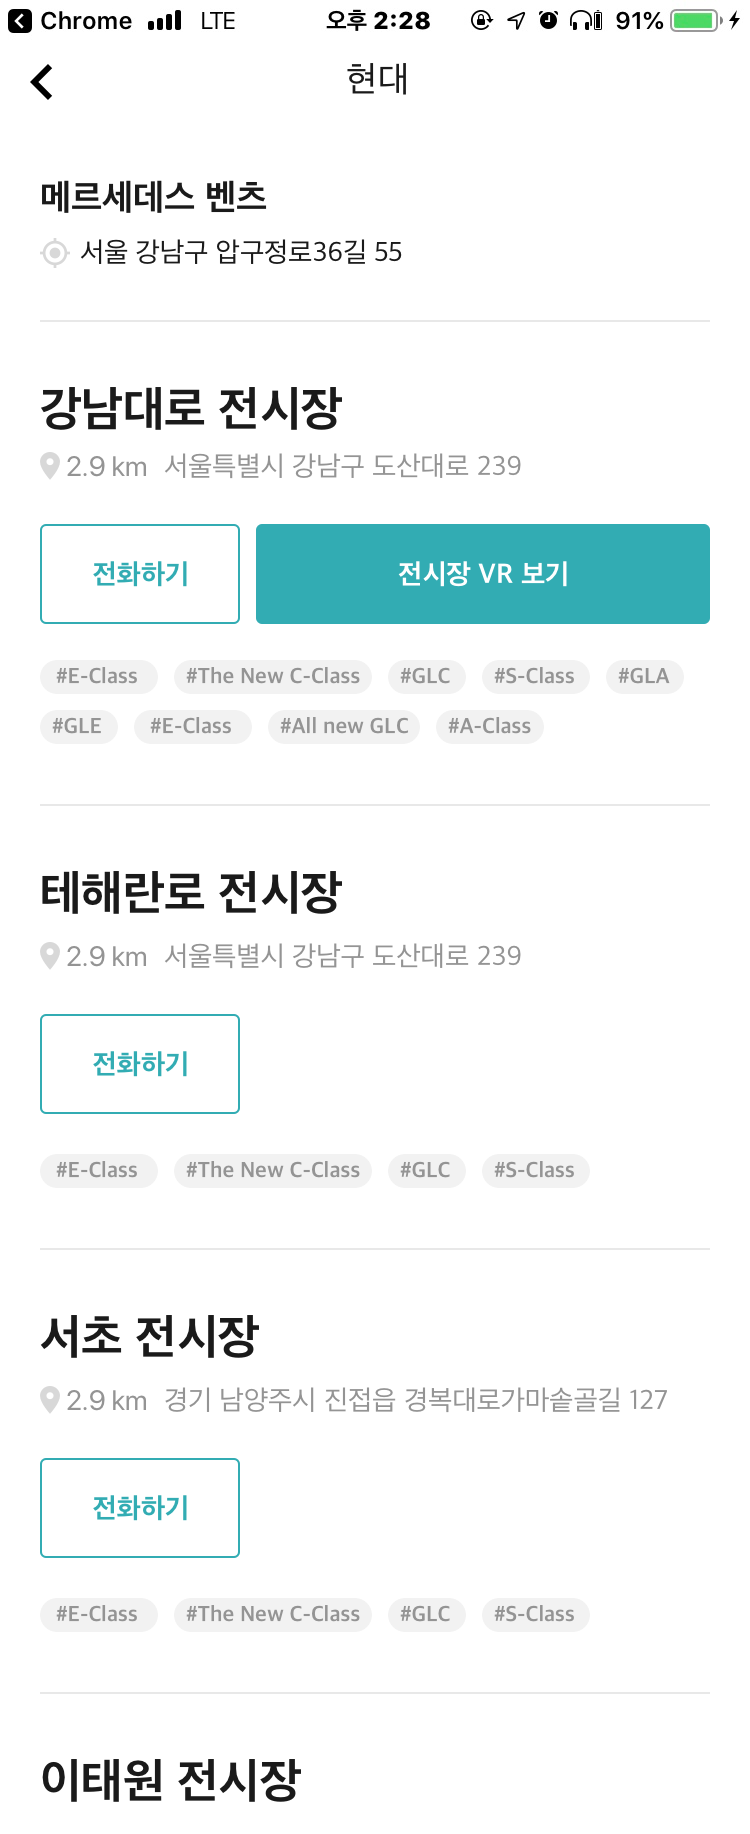 Chrome LTE 오후 2:28 91%
현대
메르세데스 벤츠
서울 강남구 압구정로36길 55
강남대로 전시장
2.9 km 서울특별시 강남구 도산대로 239
전화하기 전시장 VR 보기
#E-Class #The New C-Class #GLC #S-Class #GLA
#GLE #E-Class #All new GLC #A-Class
테해란로 전시장
2.9 km 서울특별시 강남구 도산대로 239
전화하기
#E-Class #The New C-Class #GLC #S-Class
서초 전시장
2.9 km 경기 남양주시 진접읍 경복대로가마솥골길 127
전화하기
#E-Class #The New C-Class #GLC #S-Class
이태원 전시장